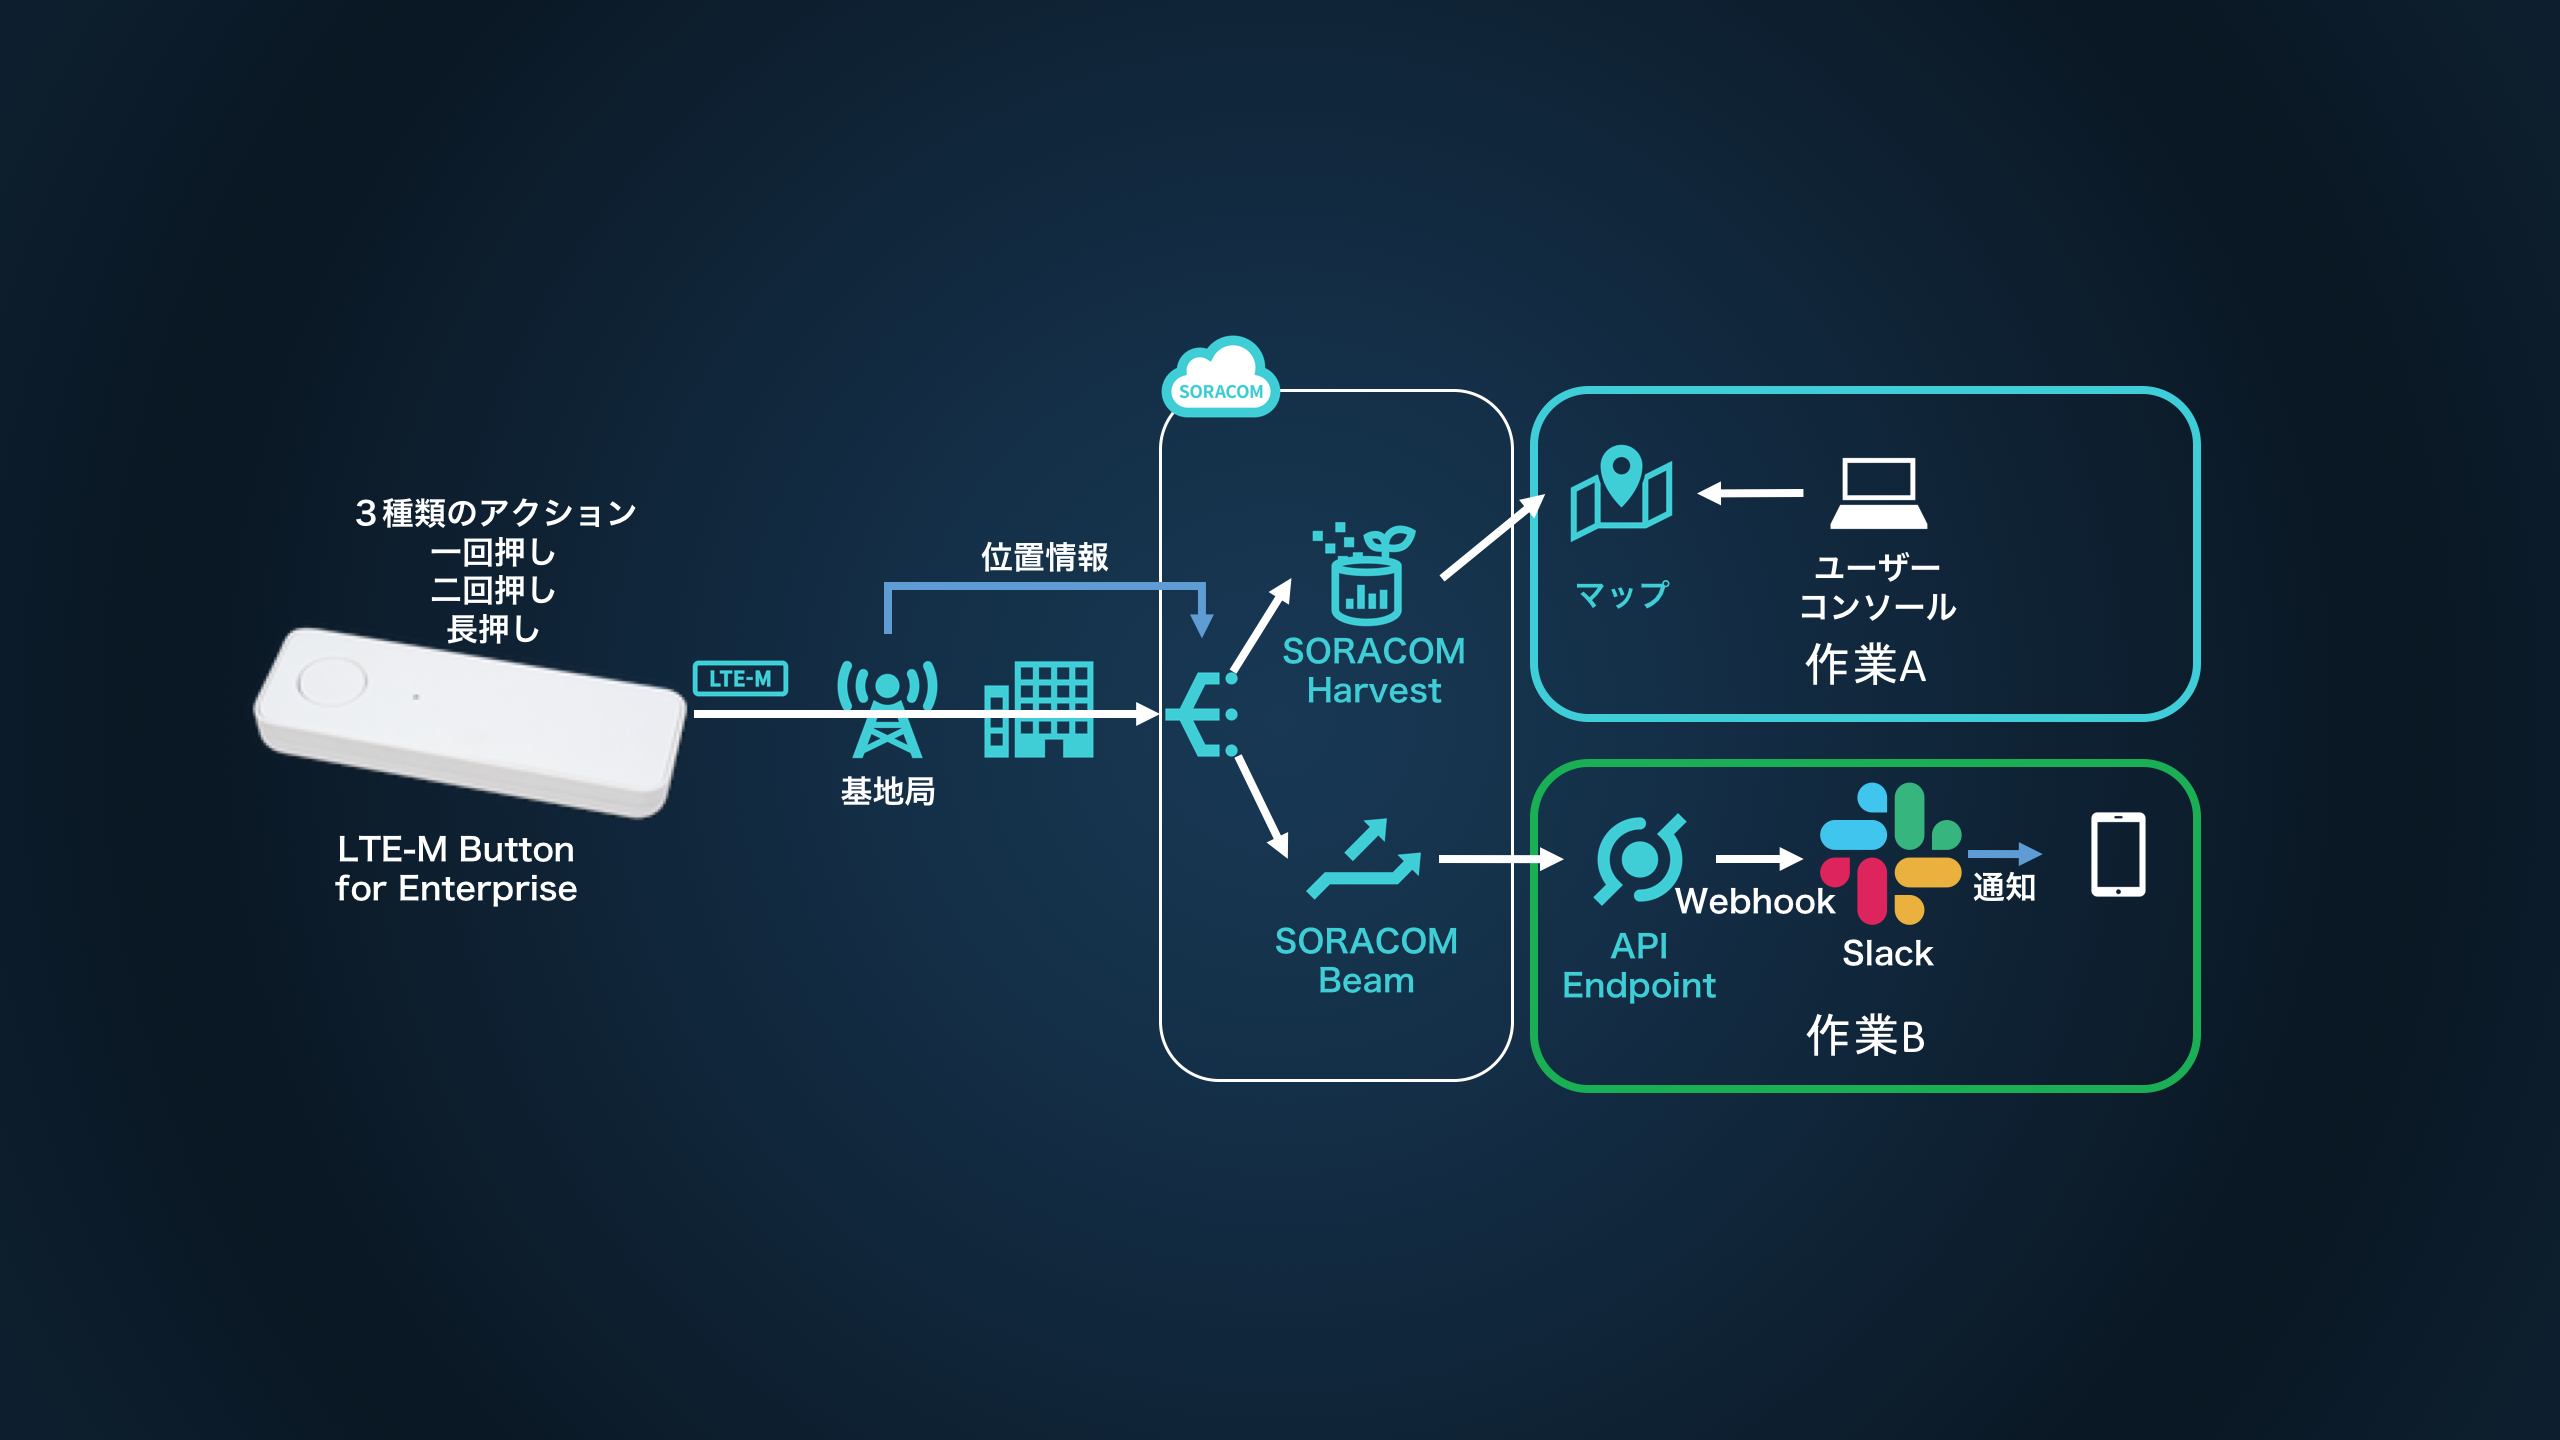 ３種類のアクション
一回押し
二回押し
長押し
LTE-M Button
for Enterprise
LTE-M
基地局
位置情報
SORACOM
SORACOM
Harvest
SORACOM
Beam
マップ
ユーザー
コンソール
作業A
API
Endpoint
Webhook
Slack
通知
作業B